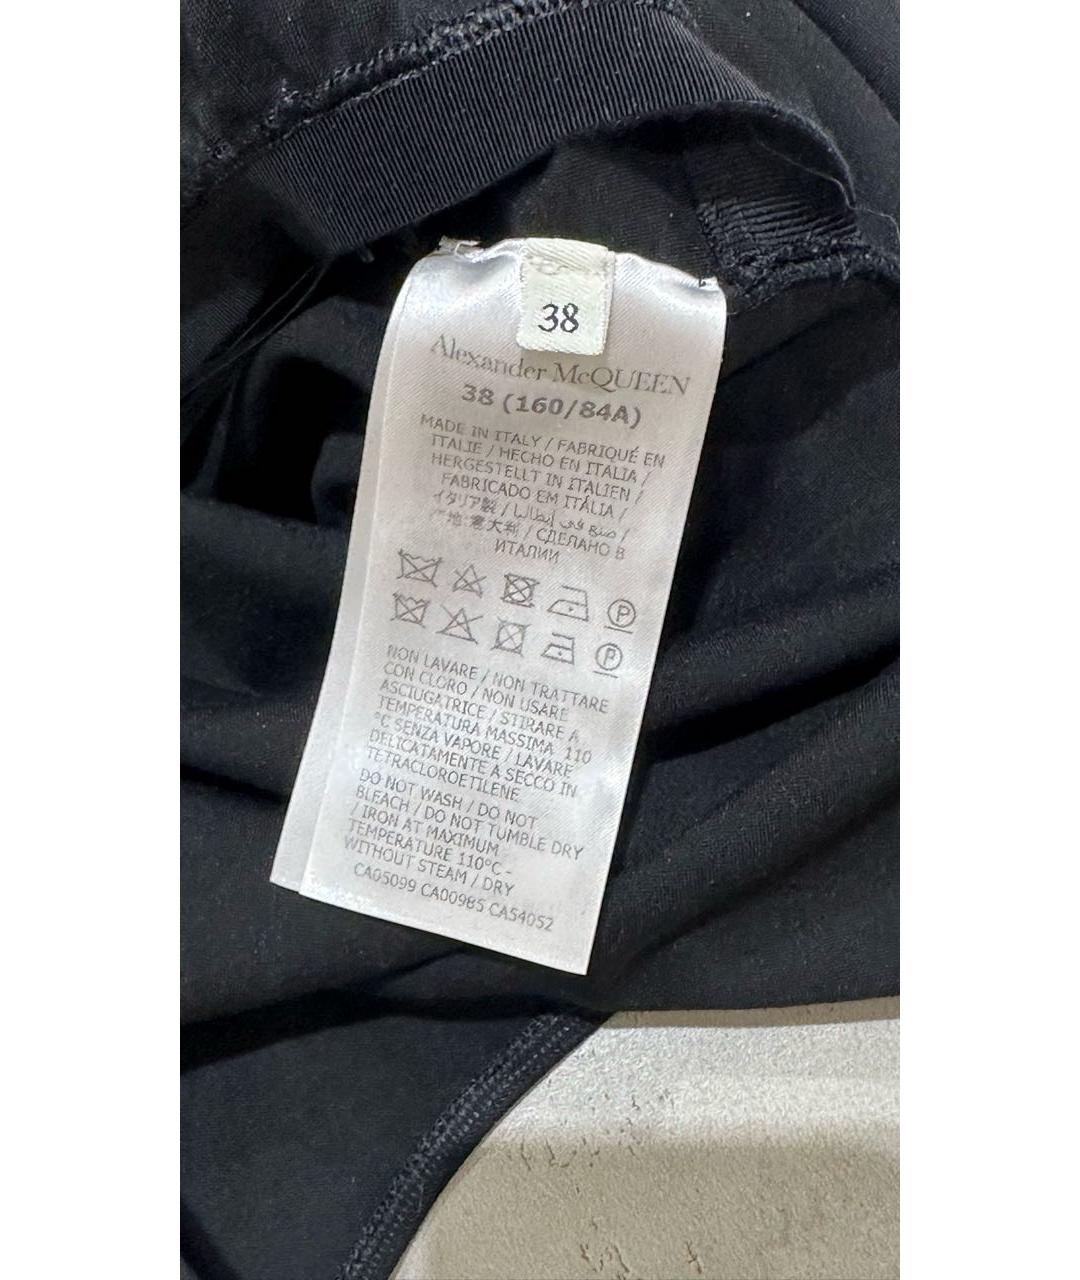 38
Alexander McQUEEN
38 (160/84A)
MADE IN ITALY / FABRIQUÉ EN
ITALIE / HECHO EN ITALIA /
HERGESTELLT IN ITALIEN /
FABRICADO EM ITÁLIA /
イタリア製 / صنع في إيطاليا /
地:意大利 / СДЕЛАНО В
ИТАЛИИ
P
P
NON LAVARE / NON TRATTARE
CON CLORO / NON USARE
ASCIUGATRICE / STIRARE A
TEMPERATURA MASSIMA 110
°C SENZA VAPORE / LAVARE
DELICATAMENTE A SECCO IN
TETRACLOROETILENE
DO NOT WASH / DO NOT
BLEACH / DO NOT TUMBLE DRY
/ IRON AT MAXIMUM
TEMPERATURE 110°C -
WITHOUT STEAM / DRY
CA05099 CA00985 CA54052